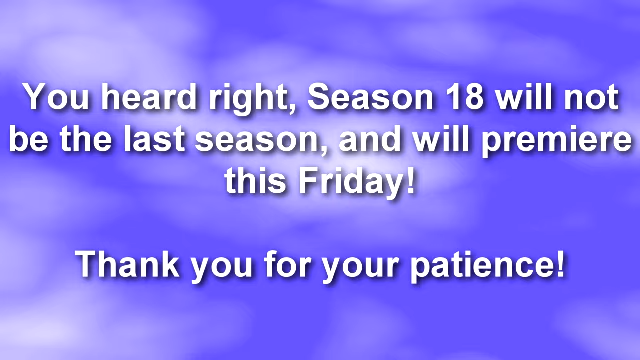 You heard right, Season 18 will not
be the last season, and will premiere
this Friday!
Thank you for your patience!